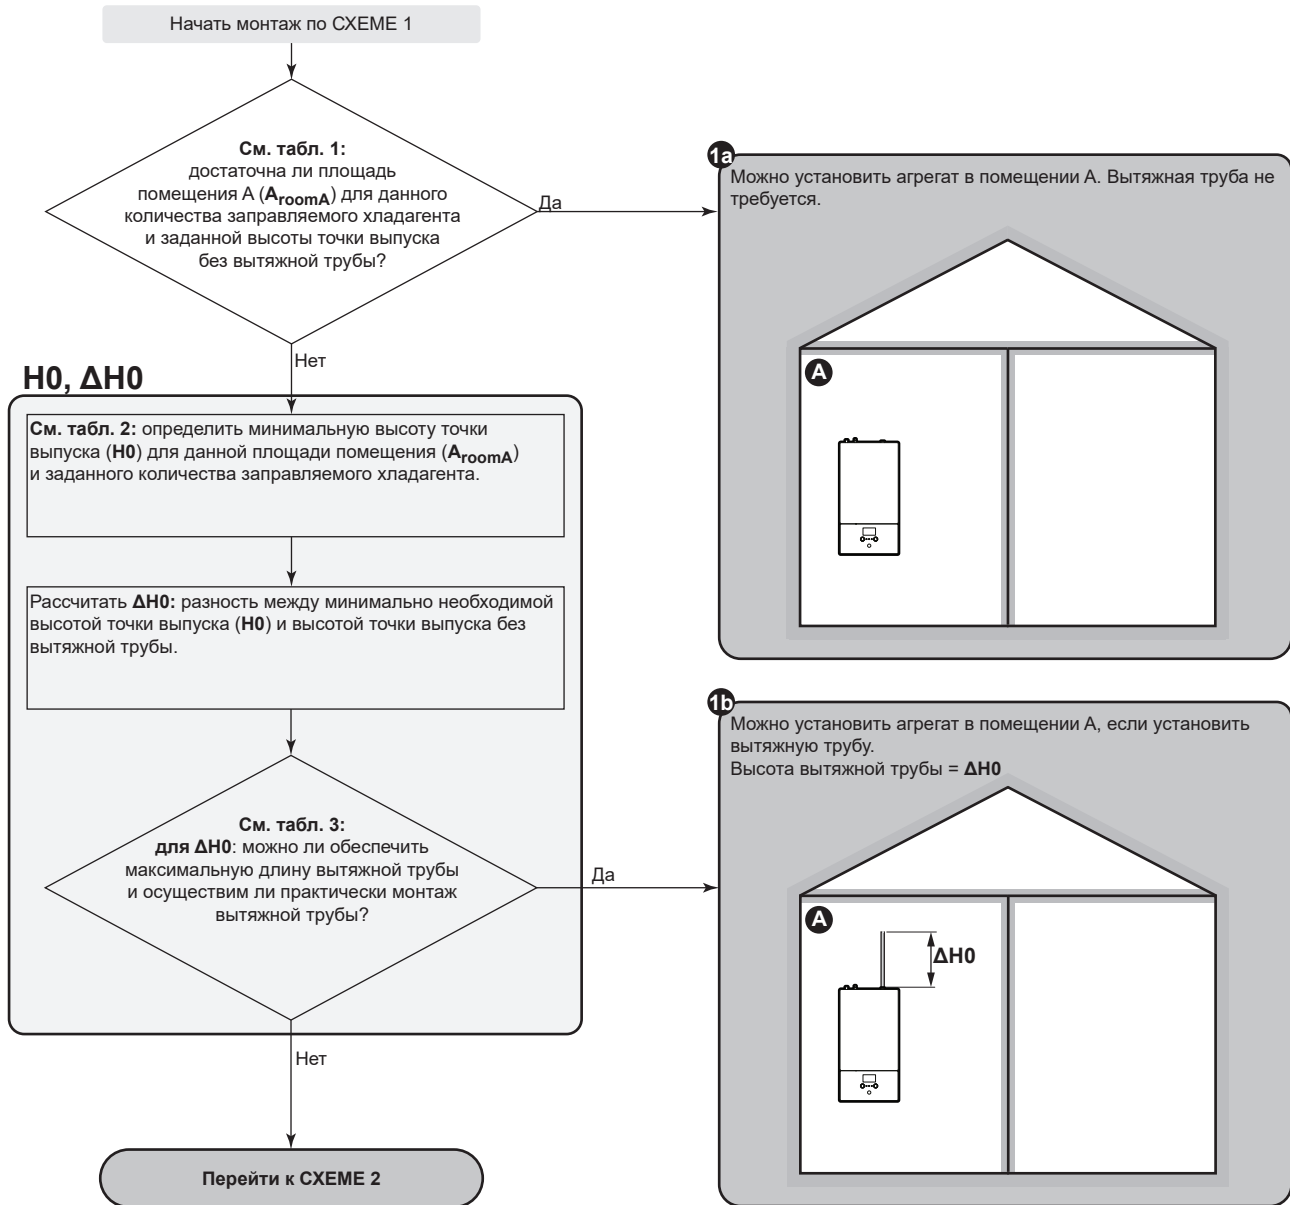 Начать монтаж по СХЕМЕ 1
См. табл. 1:
достаточна ли площадь
помещения A (AroomA) для данного
количества заправляемого хладагента
и заданной высоты точки выпуска
без вытяжной трубы?
Да
1a
Можно установить агрегат в помещении A. Вытяжная труба не
требуется.
A
Нет
H0, ΔH0
См. табл. 2: определить минимальную высоту точки
выпуска (H0) для данной площади помещения (AroomA)
и заданного количества заправляемого хладагента.
Рассчитать ΔH0: разность между минимально необходимой
высотой точки выпуска (H0) и высотой точки выпуска без
вытяжной трубы.
См. табл. 3:
для ΔH0: можно ли обеспечить
максимальную длину вытяжной трубы
и осуществим ли практически монтаж
вытяжной трубы?
Да
1b
Можно установить агрегат в помещении A, если установить
вытяжную трубу.
Высота вытяжной трубы = ΔH0
A
ΔH0
Нет
Перейти к СХЕМЕ 2